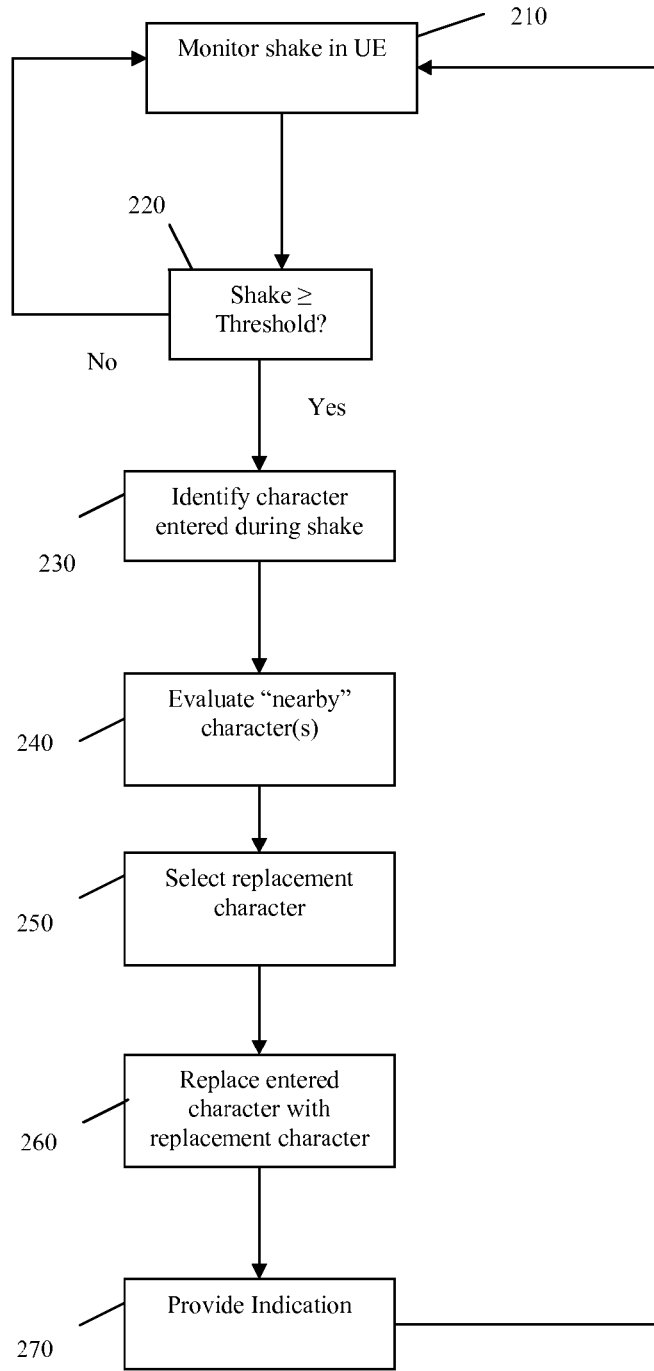 210
Monitor shake in UE
220
Shake ≥
Threshold?
No
Yes
Identify character
entered during shake
230
Evaluate “nearby”
character(s)
240
Select replacement
character
250
Replace entered
character with
replacement character
260
Provide Indication
270